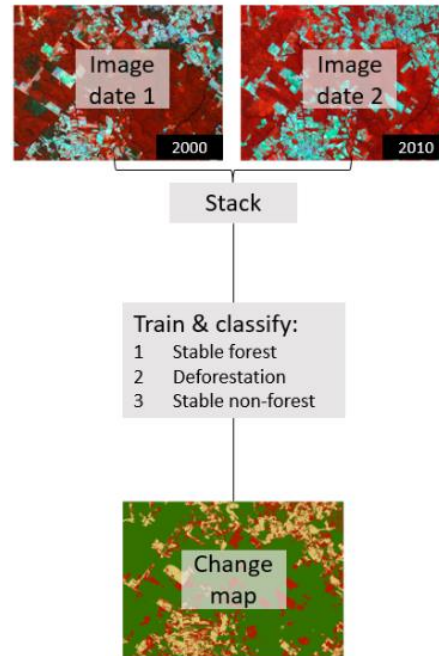 Image
date 1
2000
Image
date 2
2010
Stack
Train & classify:
1 Stable forest
2 Deforestation
3 Stable non-forest
Change
map